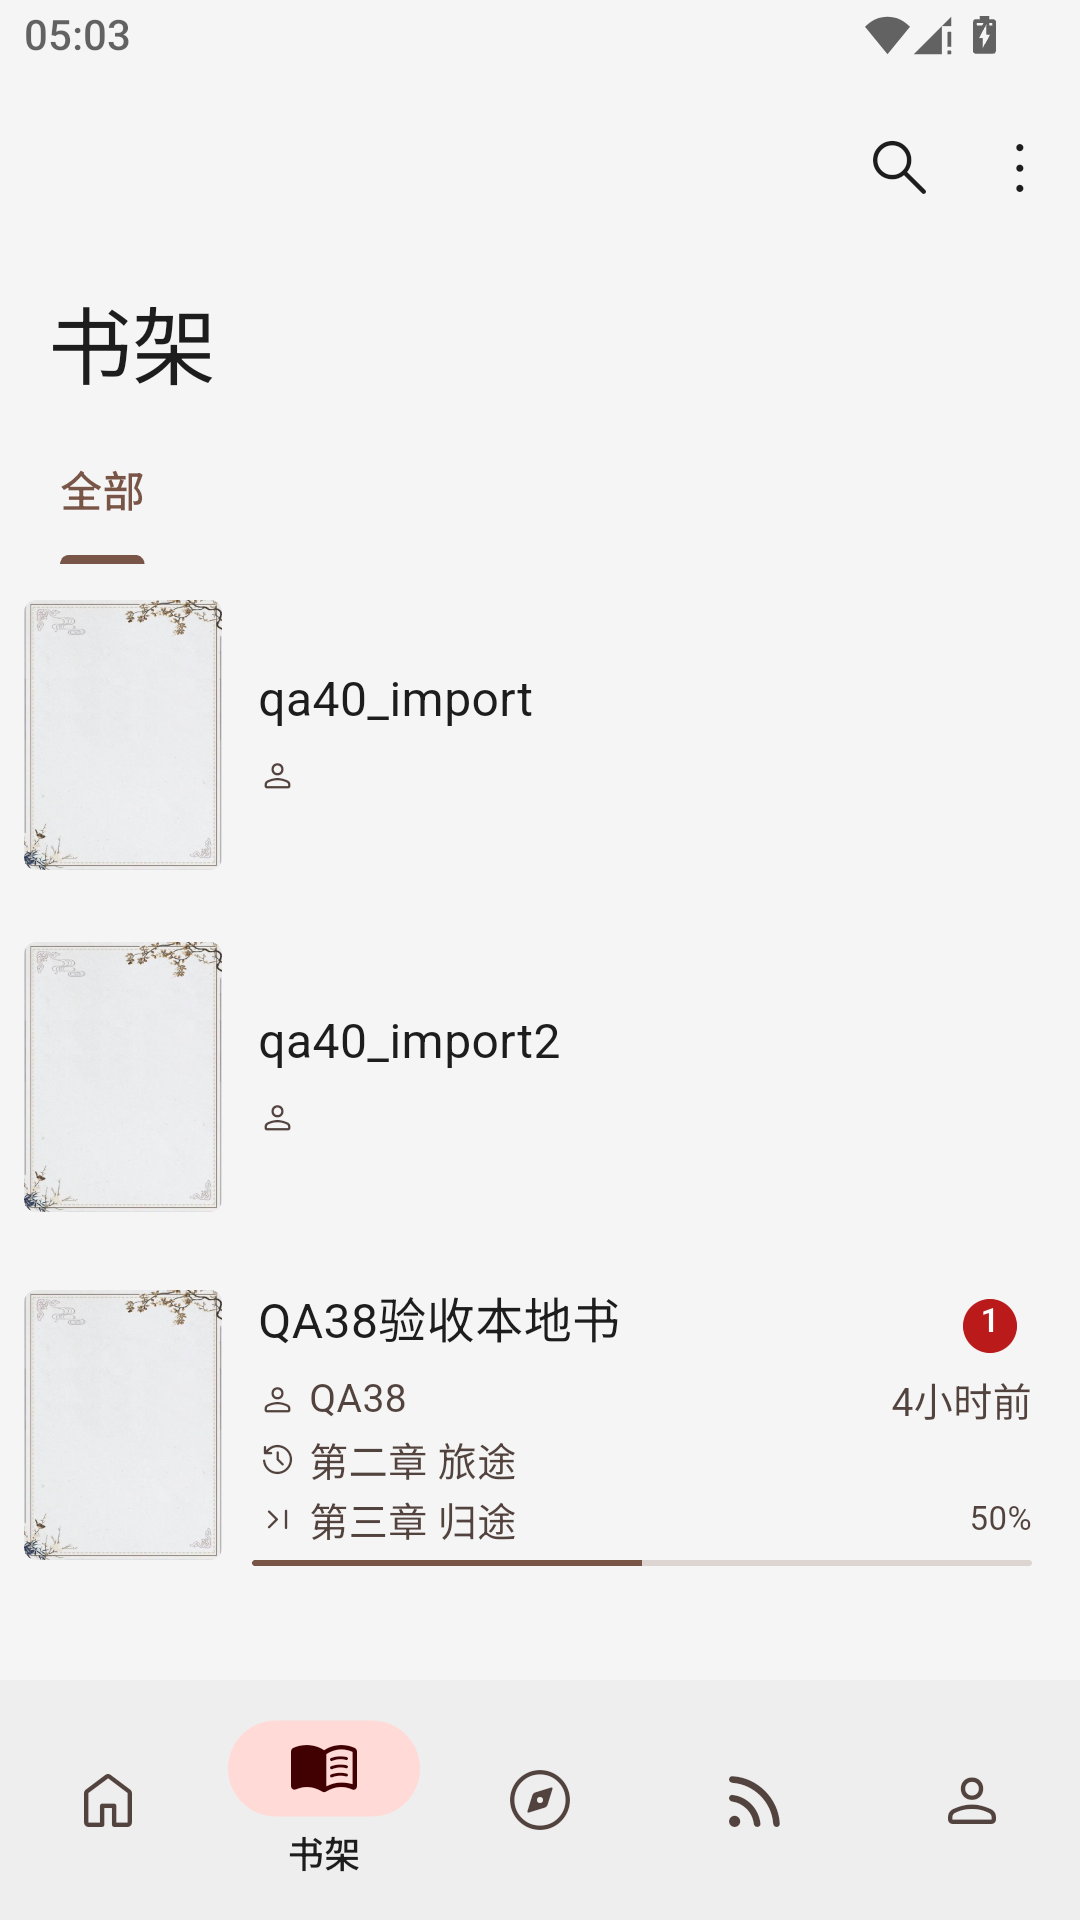 05:03
书架
全部
qa40_import
qa40_import2
QA38验收本地书
1
QA38
4小时前
第二章 旅途
第三章 归途
50%
书架